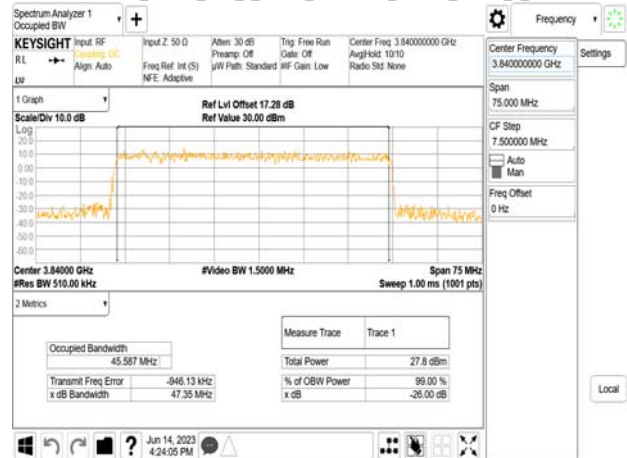 Spectrum Analyzer 1
Occupied BW
+
Frequency
KEYSIGHT
Input: RF
Input Z: 50 Ω
Atten: 30 dB
Trig: Free Run
Center Freq: 3.840000000 GHz
RL
Coupling: DC
Preamp: Off
Gate: Off
Avg|Hold: 10/10
Align: Auto
Freq Ref: Int (S)
µW Path: Standard
#IF Gain: Low
Radio Std: None
NFE: Adaptive
Center Frequency
3.840000000 GHz
Settings
Span
75.000 MHz
CF Step
7.500000 MHz
Auto
Man
Freq Offset
0 Hz
Local
1 Graph
Ref Lvl Offset 17.28 dB
Scale/Div 10.0 dB
Ref Value 30.00 dBm
Log
20.0
10.0
0.00
-10.0
-20.0
-30.0
-40.0
-50.0
-60.0
Center 3.84000 GHz
#Video BW 1.5000 MHz
Span 75 MHz
#Res BW 510.00 kHz
Sweep 1.00 ms (1001 pts)
2 Metrics
Measure Trace
Trace 1
Occupied Bandwidth
45.587 MHz
Total Power
27.8 dBm
Transmit Freq Error
-946.13 kHz
% of OBW Power
99.00 %
x dB Bandwidth
47.35 MHz
x dB
-26.00 dB
?
Jun 14, 2023
4:24:05 PM